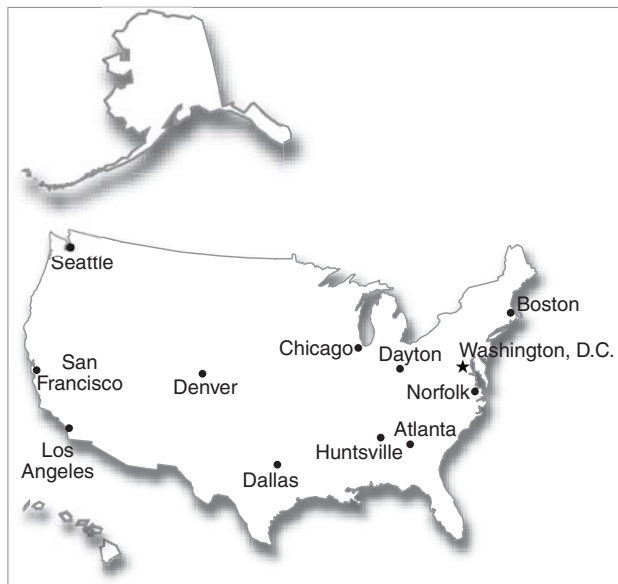 Seattle
Boston
Chicago
Dayton
Washington, D.C.
San
Francisco
Denver
Norfolk
Atlanta
Los
Angeles
Huntsville
Dallas